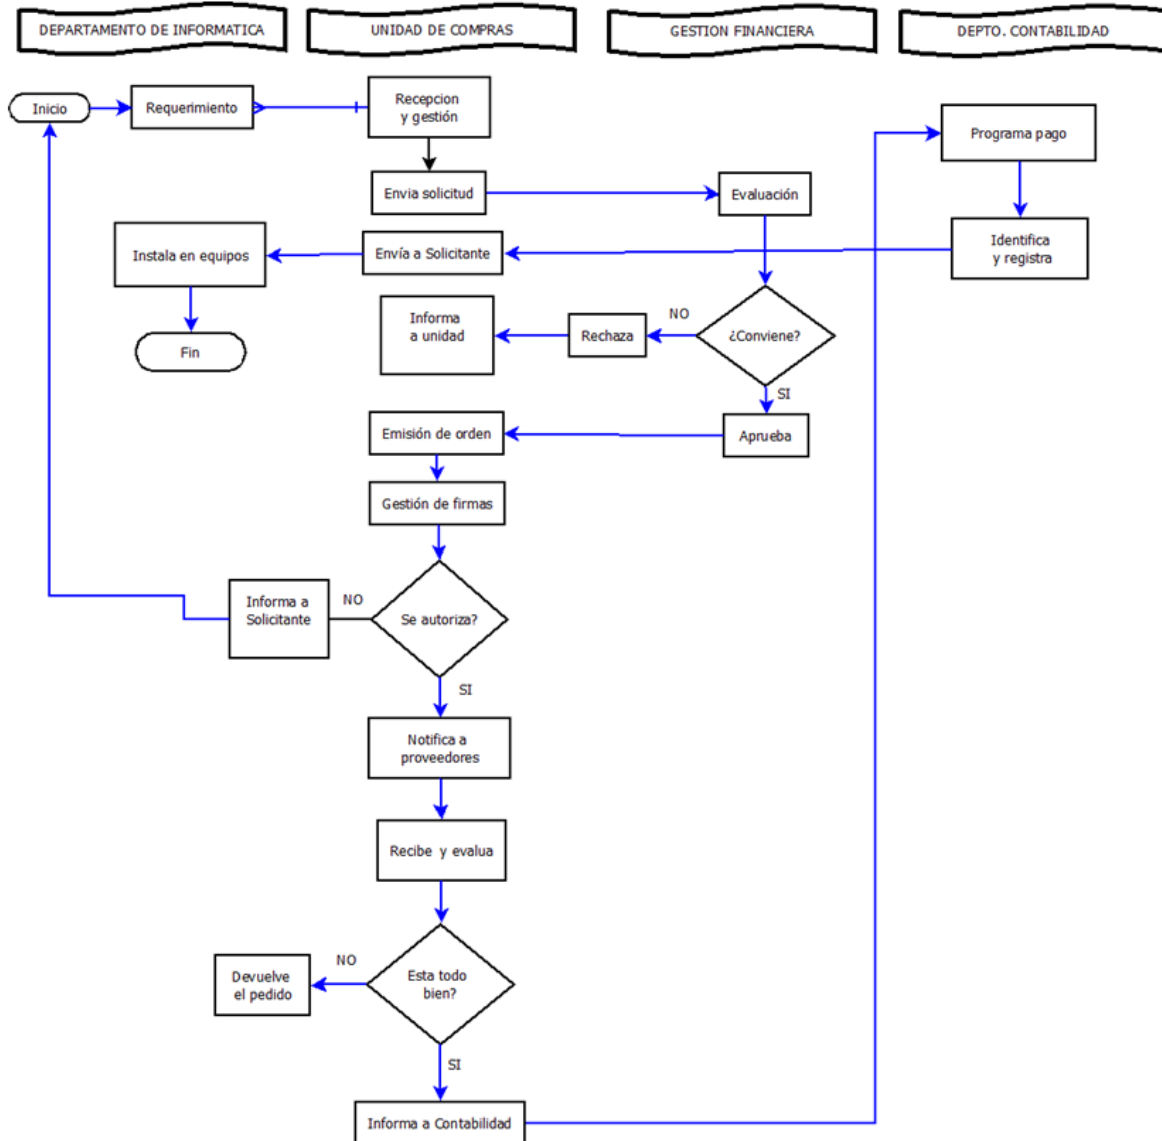 DEPARTAMENTO DE INFORMATICA
UNIDAD DE COMPRAS
GESTION FINANCIERA
DEPTO. CONTABILIDAD
Inicio
Requerimiento
Recepcion
y gestión
Programa pago
Envia solicitud
Evaluación
Instala en equipos
Envía a Solicitante
Identifica
y registra
Fin
Informa
a unidad
Rechaza
NO
¿Conviene?
SI
Emisión de orden
Aprueba
Gestión de firmas
Informa a
Solicitante
NO
Se autoriza?
SI
Notifica a
proveedores
Recibe y evalua
Devuelve
el pedido
NO
Esta todo
bien?
SI
Informa a Contabilidad